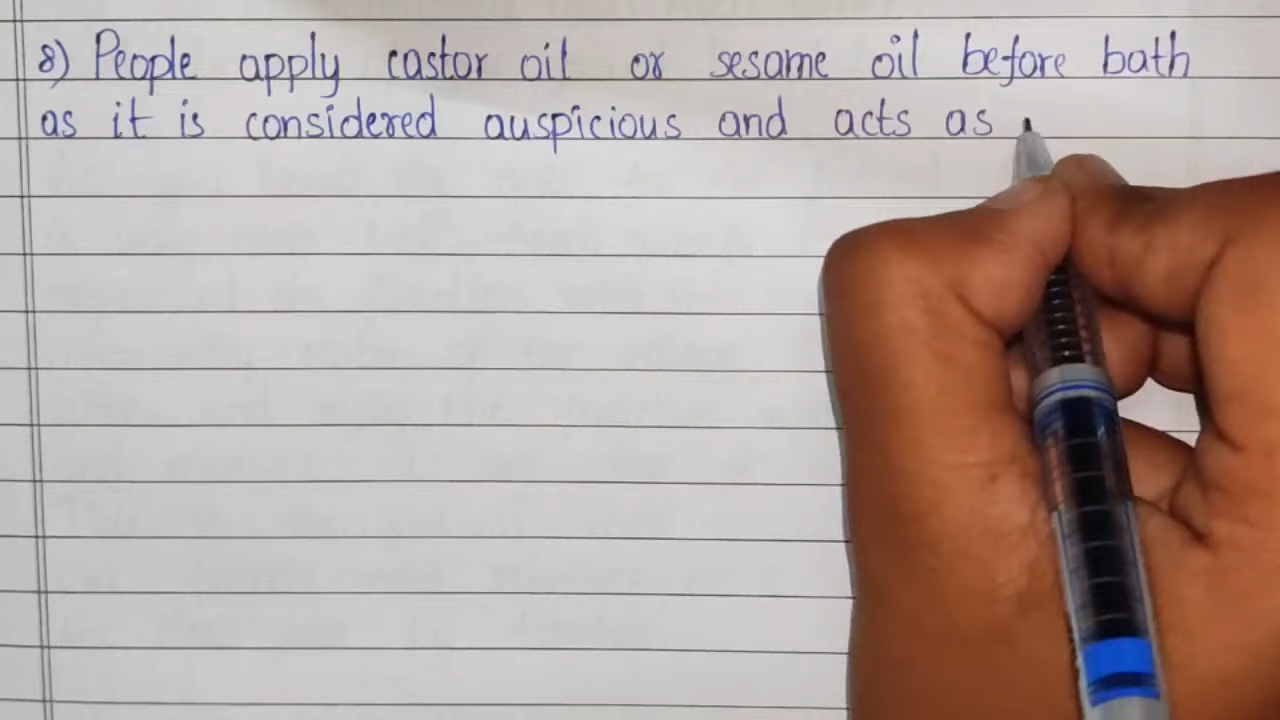 8) People apply castor oil or sesame oil before bath
as it is considered auspicious and acts as